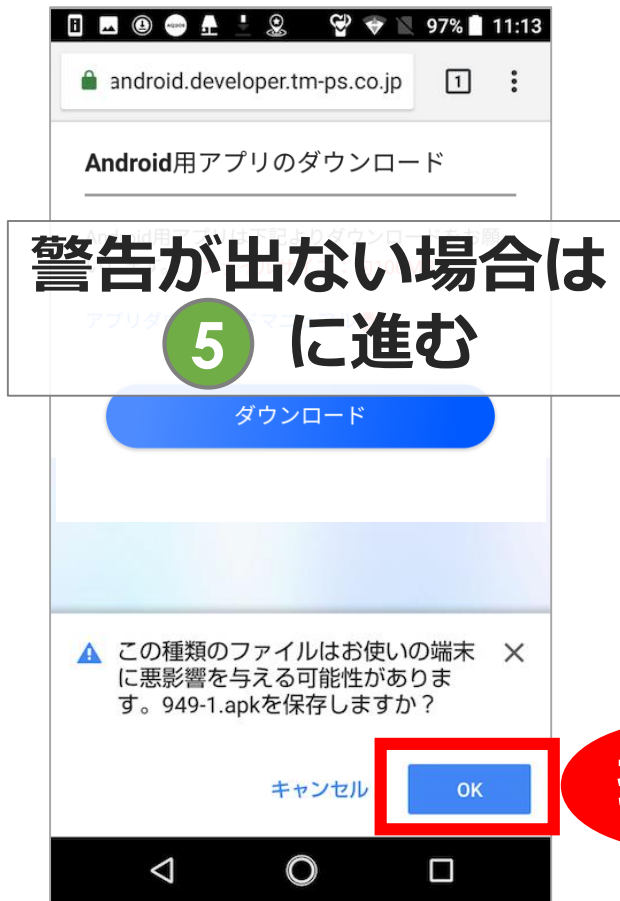 97% 11:13
android.developer.tm-ps.co.jp
1
Android用アプリのダウンロード
警告が出ない場合は
5 に進む
ダウンロード
この種類のファイルはお使いの端末
に悪影響を与える可能性がありま
す。949-1.apkを保存しますか？
キャンセル
OK